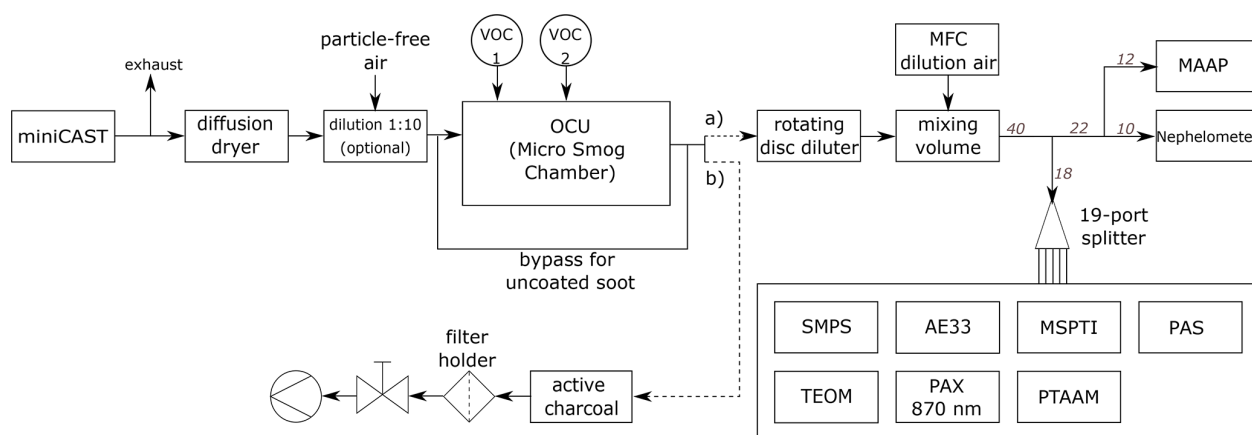 particle-free
air
VOC
1
VOC
2
MFC
dilution air
exhaust
miniCAST
diffusion
dryer
dilution 1:10
(optional)
OCU
(Micro Smog
Chamber)
a)
b)
rotating
disc diluter
mixing
volume
40
22
12
10
18
MAAP
Nephelometer
19-port
splitter
bypass for
uncoated soot
SMPS
AE33
MSPTI
PAS
TEOM
PAX
870 nm
PTAAM
filter
holder
active
charcoal